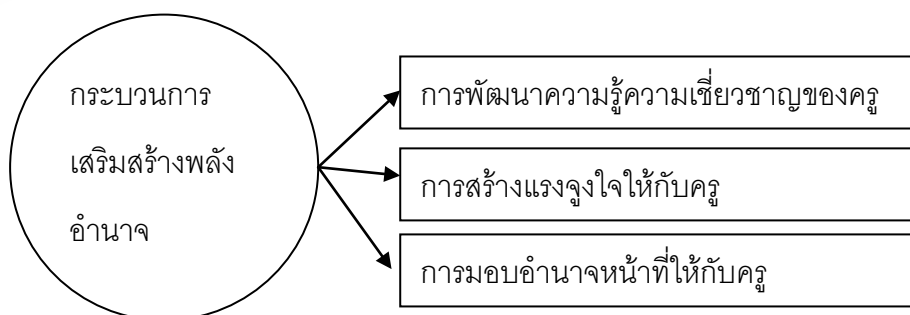 กระบวนการ
เสริมสร้างพลัง
อำนาจ
การพัฒนาความรู้ความเชี่ยวชาญของครู
การสร้างแรงจูงใจให้กับครู
การมอบอำนาจหน้าที่ให้กับครู